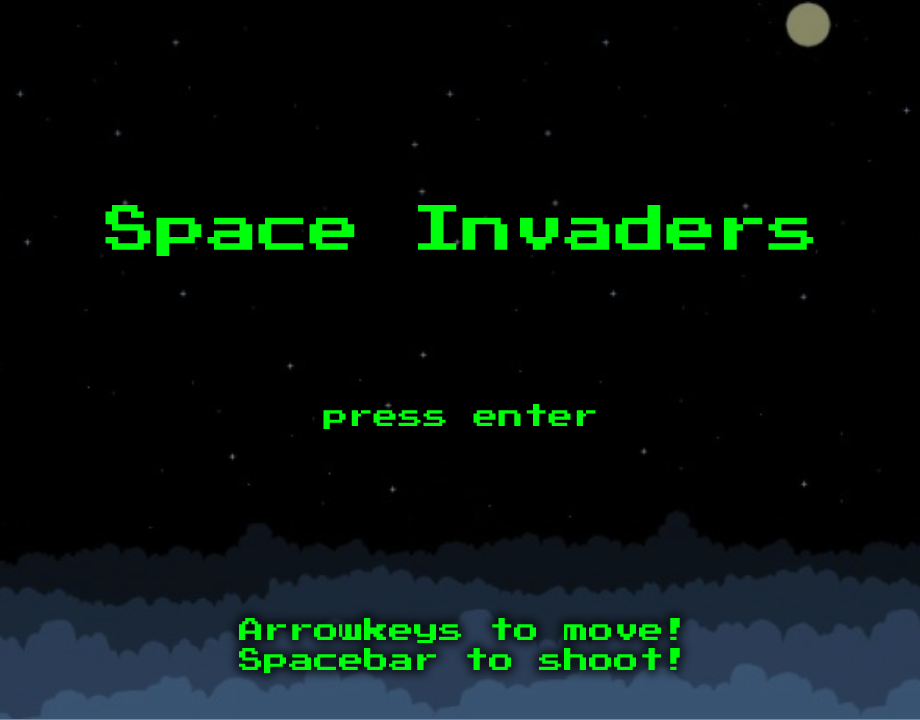 Space Invaders
press enter
Arrowkeys to move!
Spacebar to shoot!